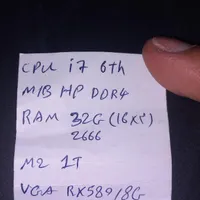 CPU i7 6th
M/B HP DDR4
RAM 32G (16x2)
2666
M2 1T
VGA RX580/8G